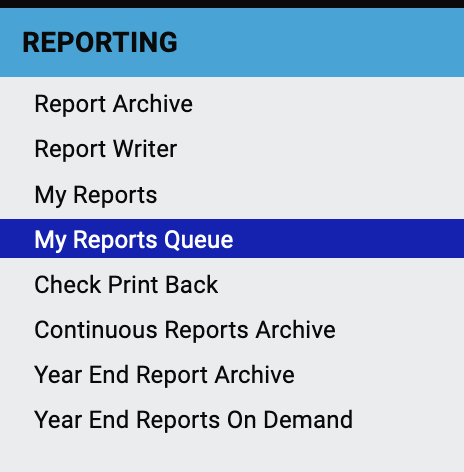 REPORTING
Report Archive
Report Writer
My Reports
My Reports Queue
Check Print Back
Continuous Reports Archive
Year End Report Archive
Year End Reports On Demand